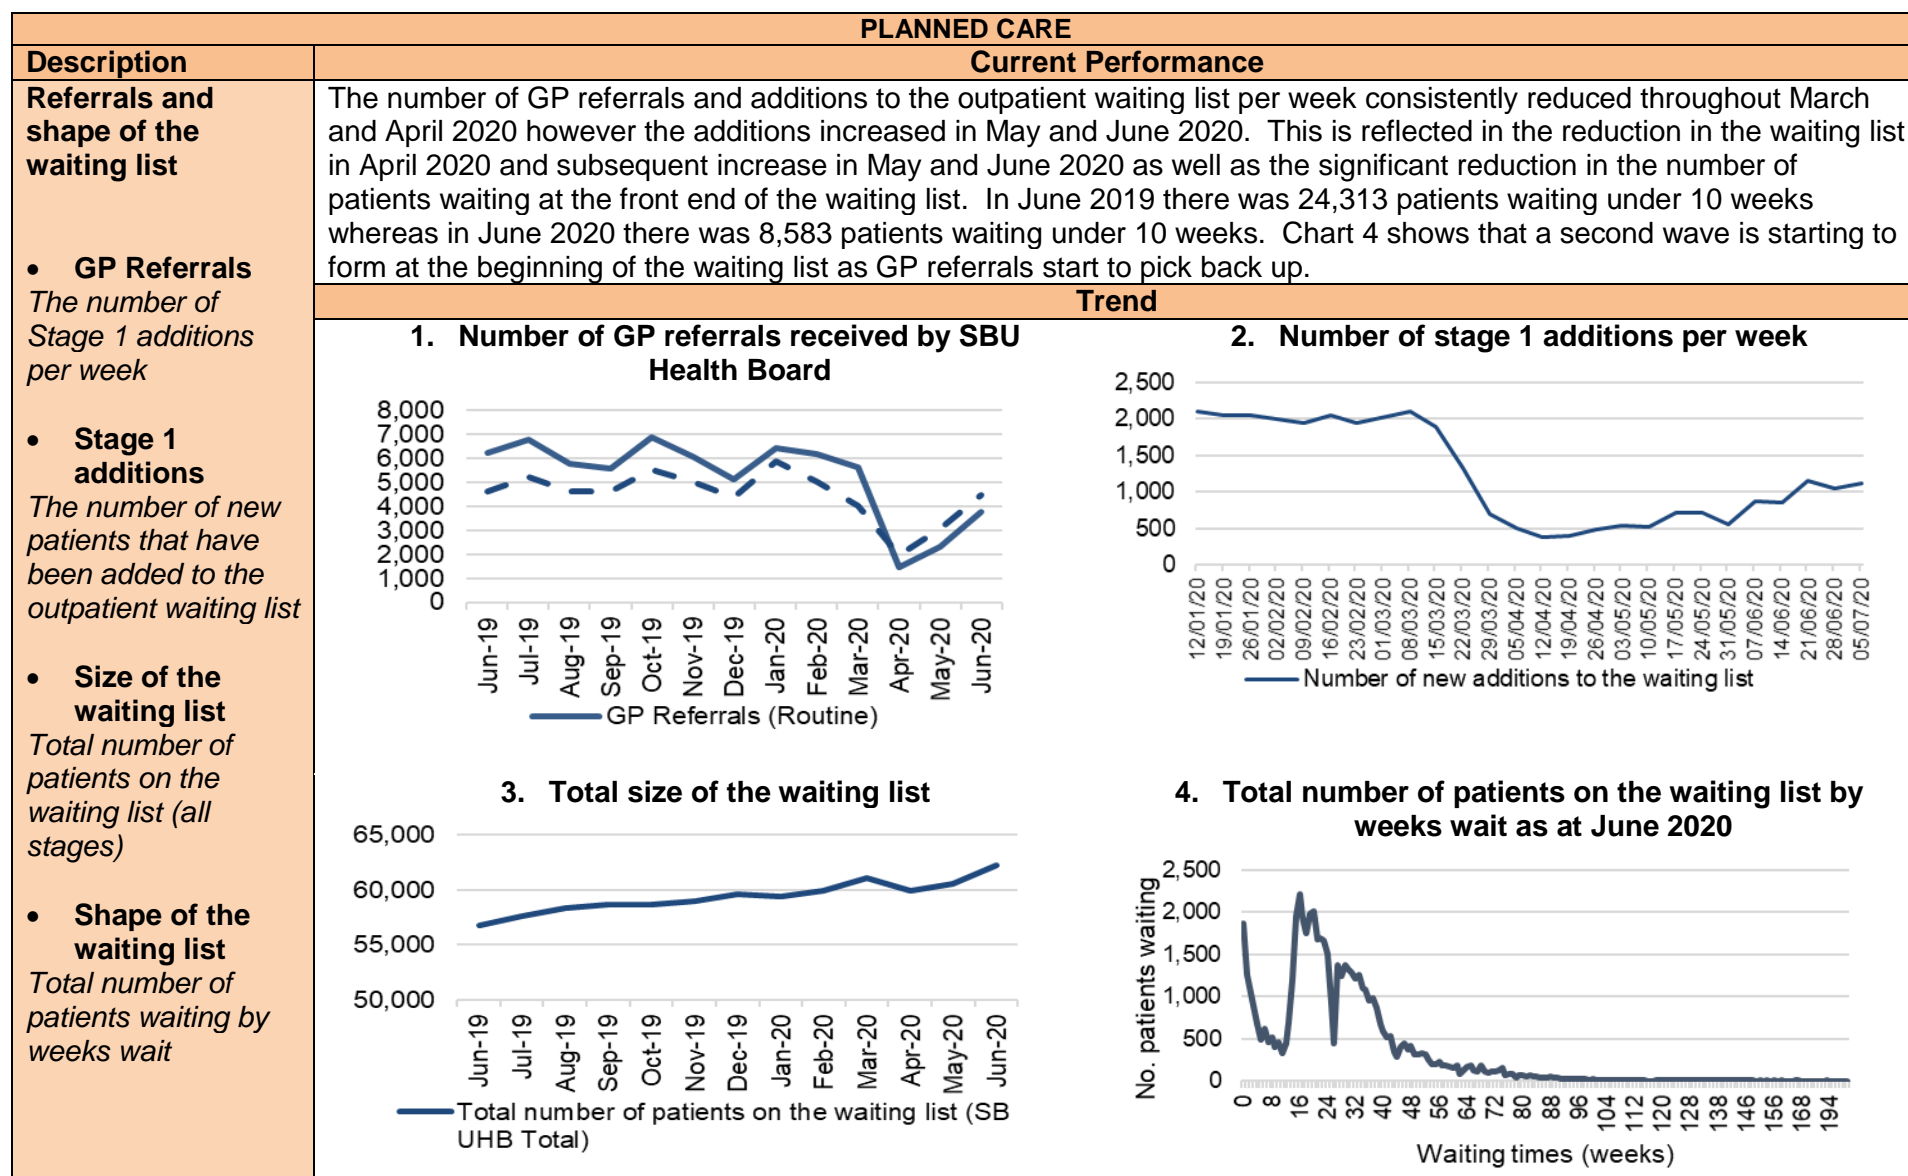 PLANNED CARE
Description
Current Performance
Referrals and
shape of the
waiting list
• GP Referrals
The number of
Stage 1 additions
per week
• Stage 1
additions
The number of new
patients that have
been added to the
outpatient waiting list
• Size of the
waiting list
Total number of
patients on the
waiting list (all
stages)
• Shape of the
waiting list
Total number of
patients waiting by
weeks wait
The number of GP referrals and additions to the outpatient waiting list per week consistently reduced throughout March
and April 2020 however the additions increased in May and June 2020. This is reflected in the reduction in the waiting list
in April 2020 and subsequent increase in May and June 2020 as well as the significant reduction in the number of
patients waiting at the front end of the waiting list. In June 2019 there was 24,313 patients waiting under 10 weeks
whereas in June 2020 there was 8,583 patients waiting under 10 weeks. Chart 4 shows that a second wave is starting to
form at the beginning of the waiting list as GP referrals start to pick back up.
Trend
1. Number of GP referrals received by SBU
Health Board
8,000
7,000
6,000
5,000
4,000
3,000
2,000
1,000
0
Jun-19
Jul-19
Aug-19
Sep-19
Oct-19
Nov-19
Dec-19
Jan-20
Feb-20
Mar-20
Apr-20
May-20
Jun-20
GP Referrals (Routine)
2. Number of stage 1 additions per week
2,500
2,000
1,500
1,000
500
0
12/01/20
19/01/20
26/01/20
02/02/20
09/02/20
16/02/20
23/02/20
01/03/20
08/03/20
15/03/20
22/03/20
29/03/20
05/04/20
12/04/20
19/04/20
26/04/20
03/05/20
10/05/20
17/05/20
24/05/20
31/05/20
07/06/20
14/06/20
21/06/20
28/06/20
05/07/20
Number of new additions to the waiting list
3. Total size of the waiting list
65,000
60,000
55,000
50,000
Jun-19
Jul-19
Aug-19
Sep-19
Oct-19
Nov-19
Dec-19
Jan-20
Feb-20
Mar-20
Apr-20
May-20
Jun-20
Total number of patients on the waiting list (SB
UHB Total)
4. Total number of patients on the waiting list by
weeks wait as at June 2020
No. patients waiting
2,500
2,000
1,500
1,000
500
0
0
8
16
24
32
40
48
56
64
72
80
88
96
104
112
120
128
138
146
156
168
194
Waiting times (weeks)